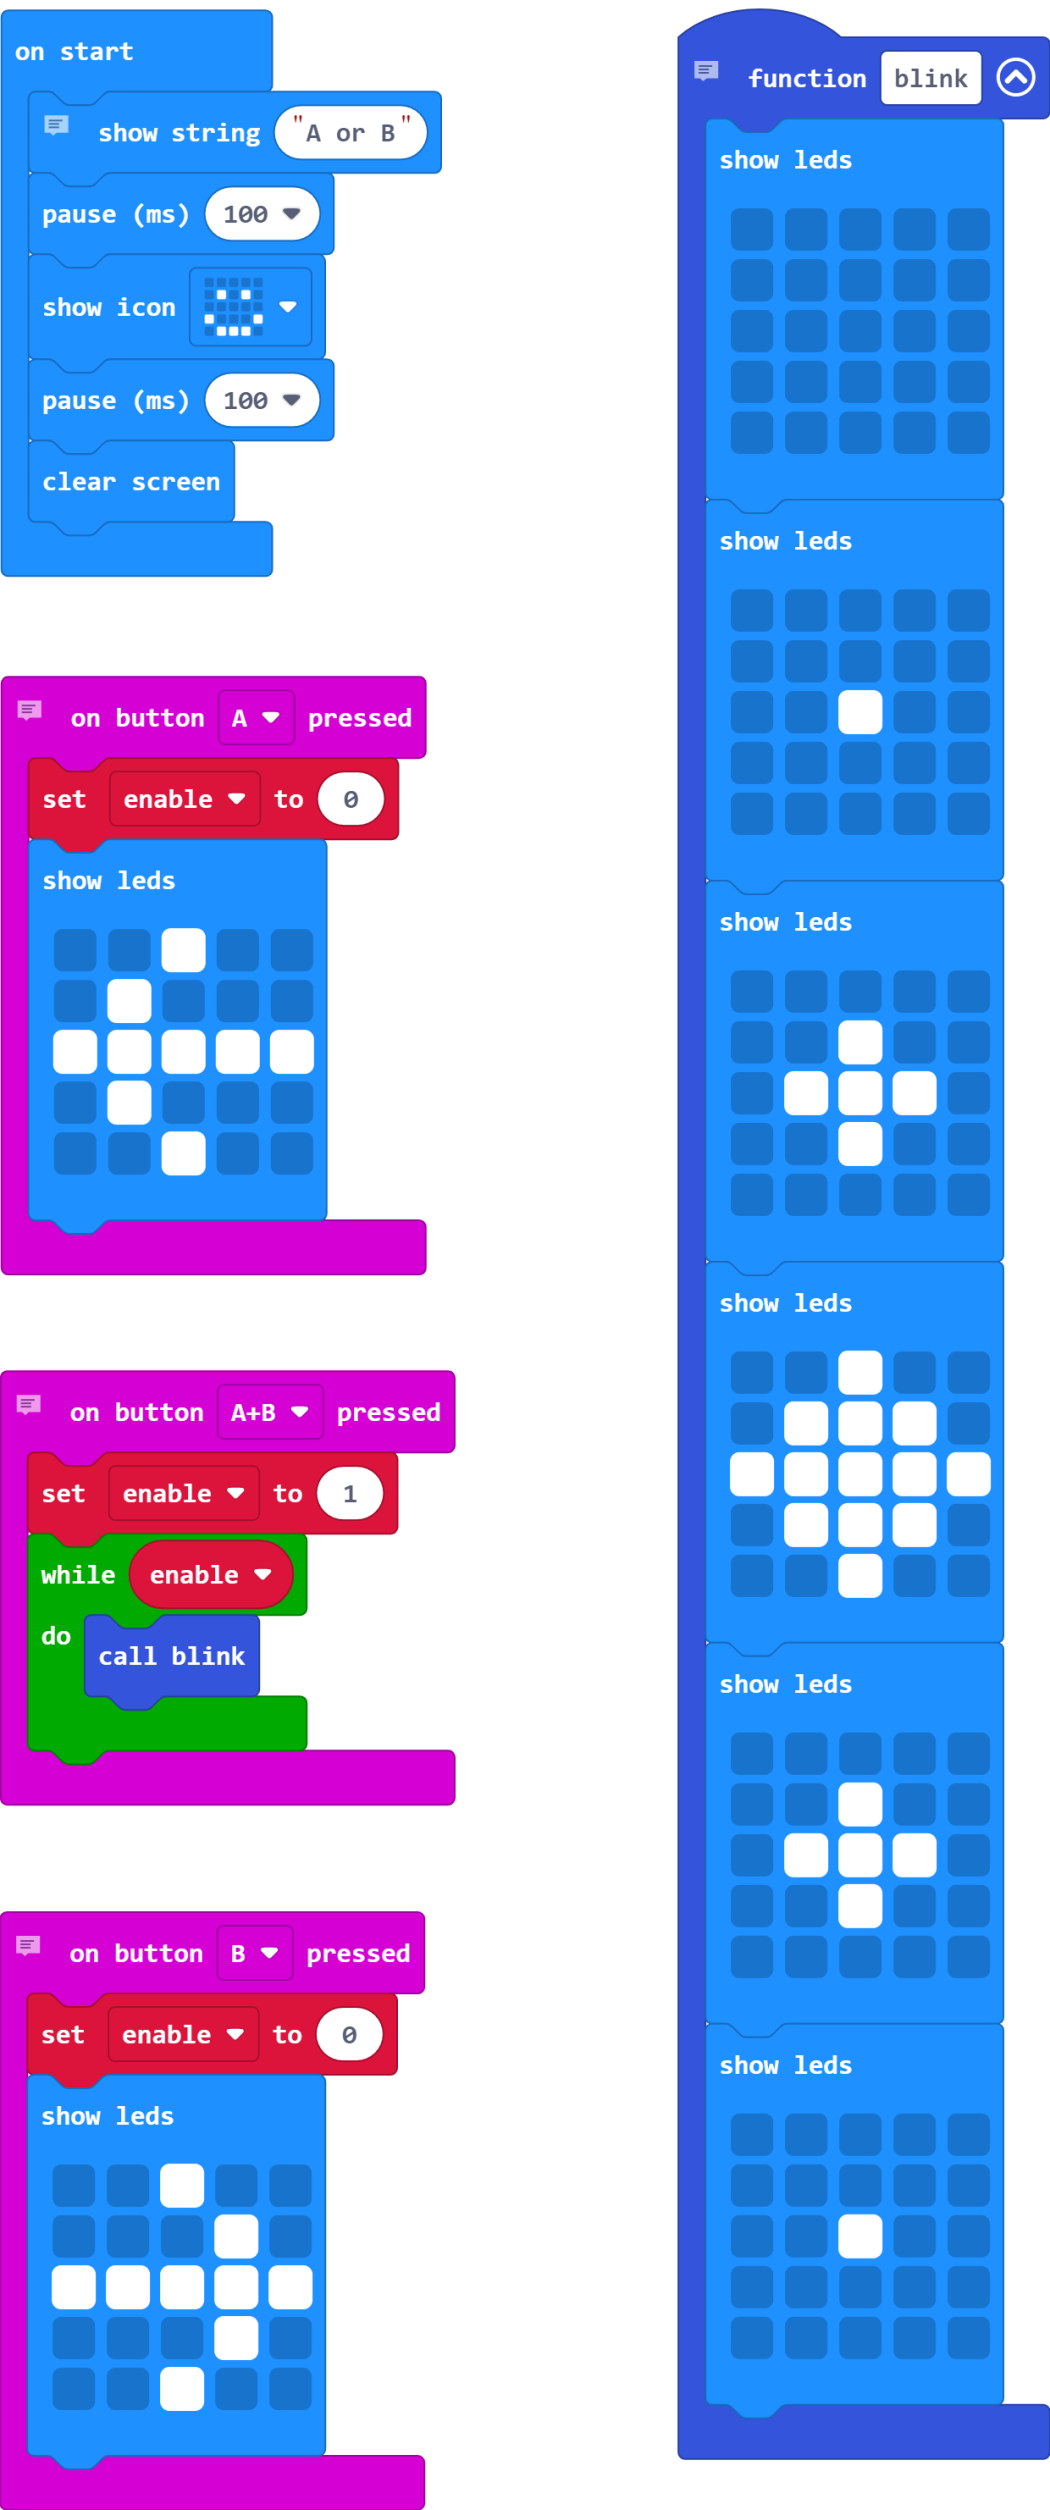 on start
show string "A or B"
pause (ms) 100
show icon
pause (ms) 100
clear screen
on button A pressed
set enable to 0
show leds
on button A+B pressed
set enable to 1
while enable
do call blink
on button B pressed
set enable to 0
show leds
function blink
show leds
show leds
show leds
show leds
show leds
show leds